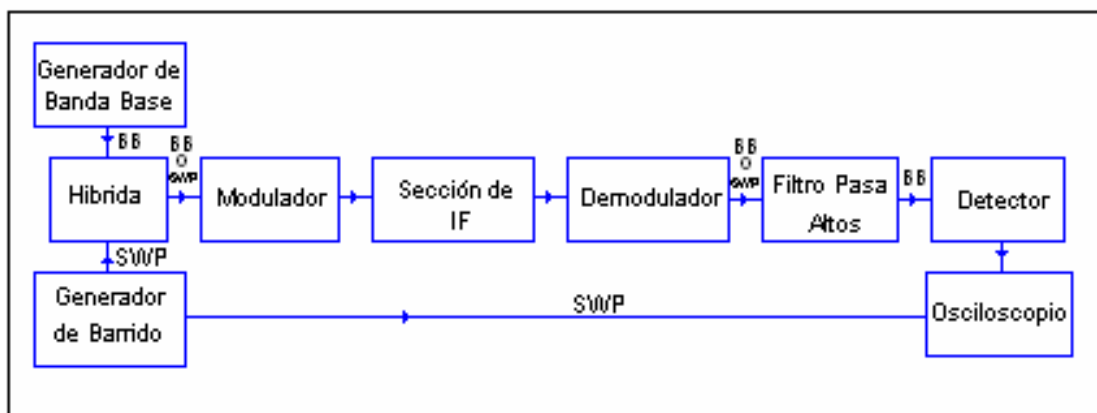 Generador de
Banda Base
BB
BB
O
SWP
Hibrida
Modulador
Sección de
IF
Demodulador
BB
O
SWP
Filtro Pasa
Altos
BB
Detector
SWP
Generador
de Barrido
SWP
Osciloscopio